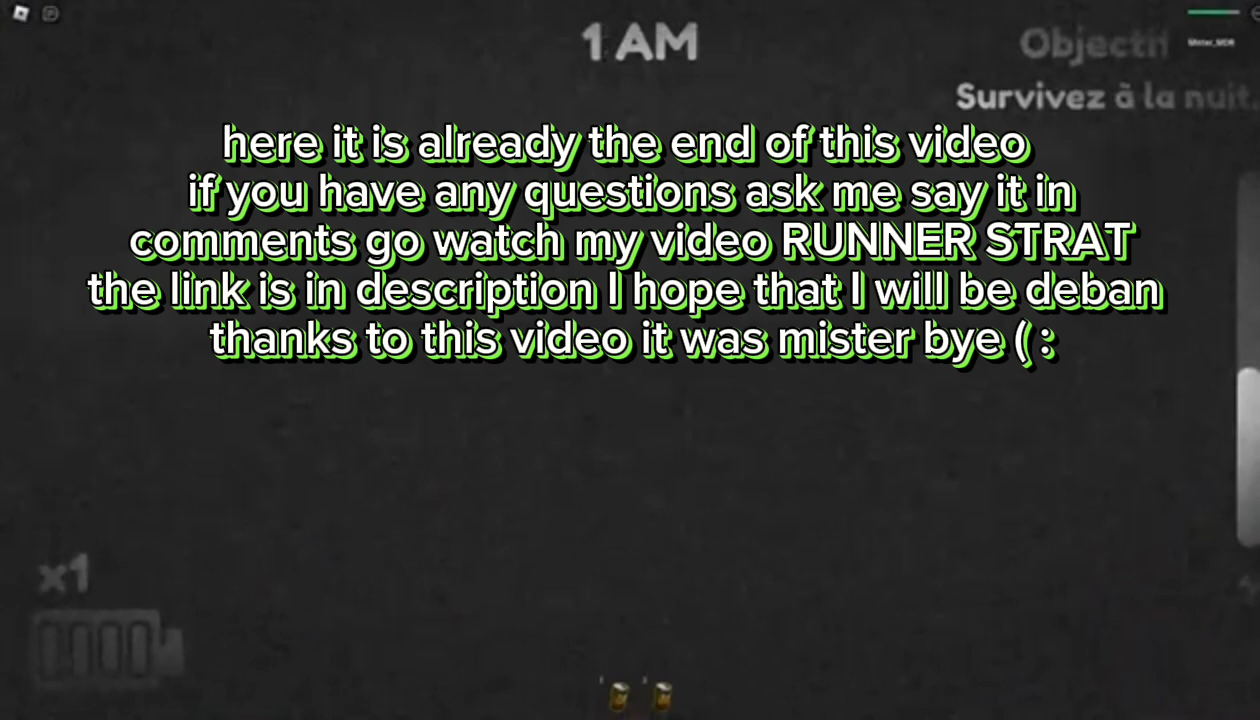 1 AM
Objectif
Mister_MDR
Survivez à la nuit
here it is already the end of this video
if you have any questions ask me say it in
comments go watch my video RUNNER STRAT
the link is in description I hope that I will be deban
thanks to this video it was mister bye ( :
x1